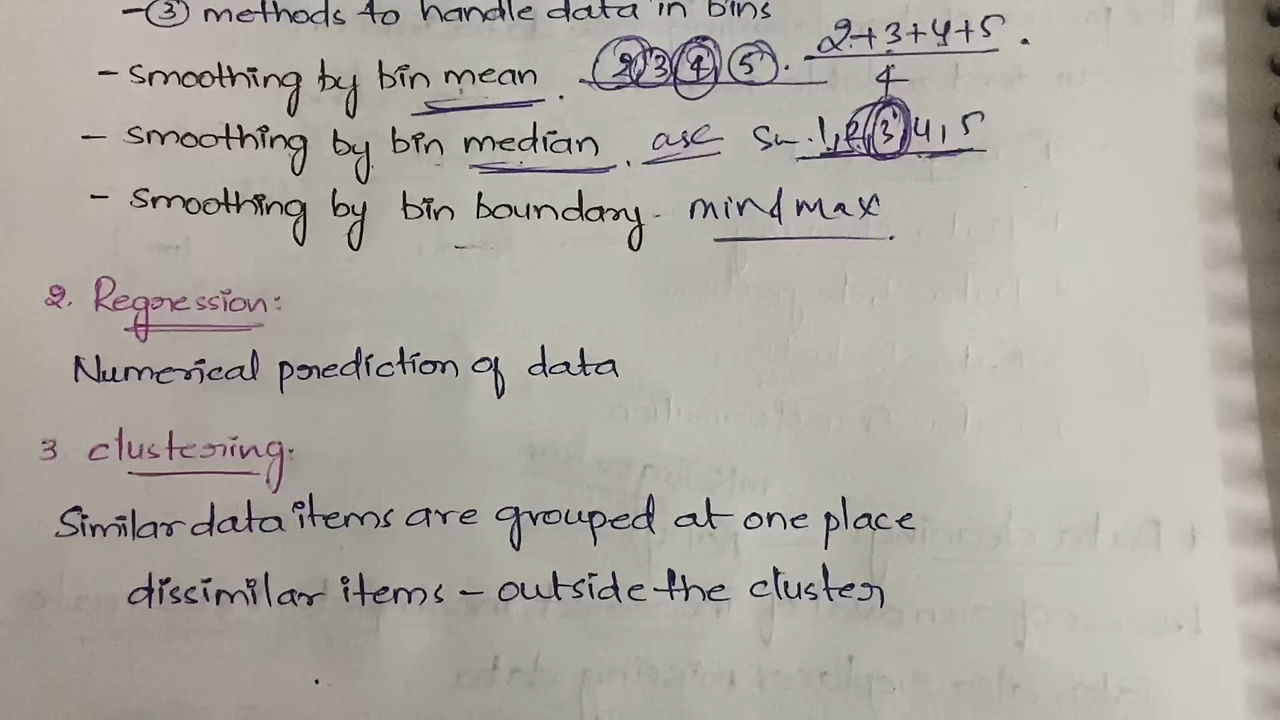 - ③ methods to handle data in bins
- smoothing by bin mean. 2 3 4 5. 2+3+4+5 / 4.
- smoothing by bin median. asc 1,2,3,4,5
- smoothing by bin boundary. min max
2. Regression:
Numerical prediction of data
3 clustering:
Similar data items are grouped at one place
dissimilar items - outside the cluster